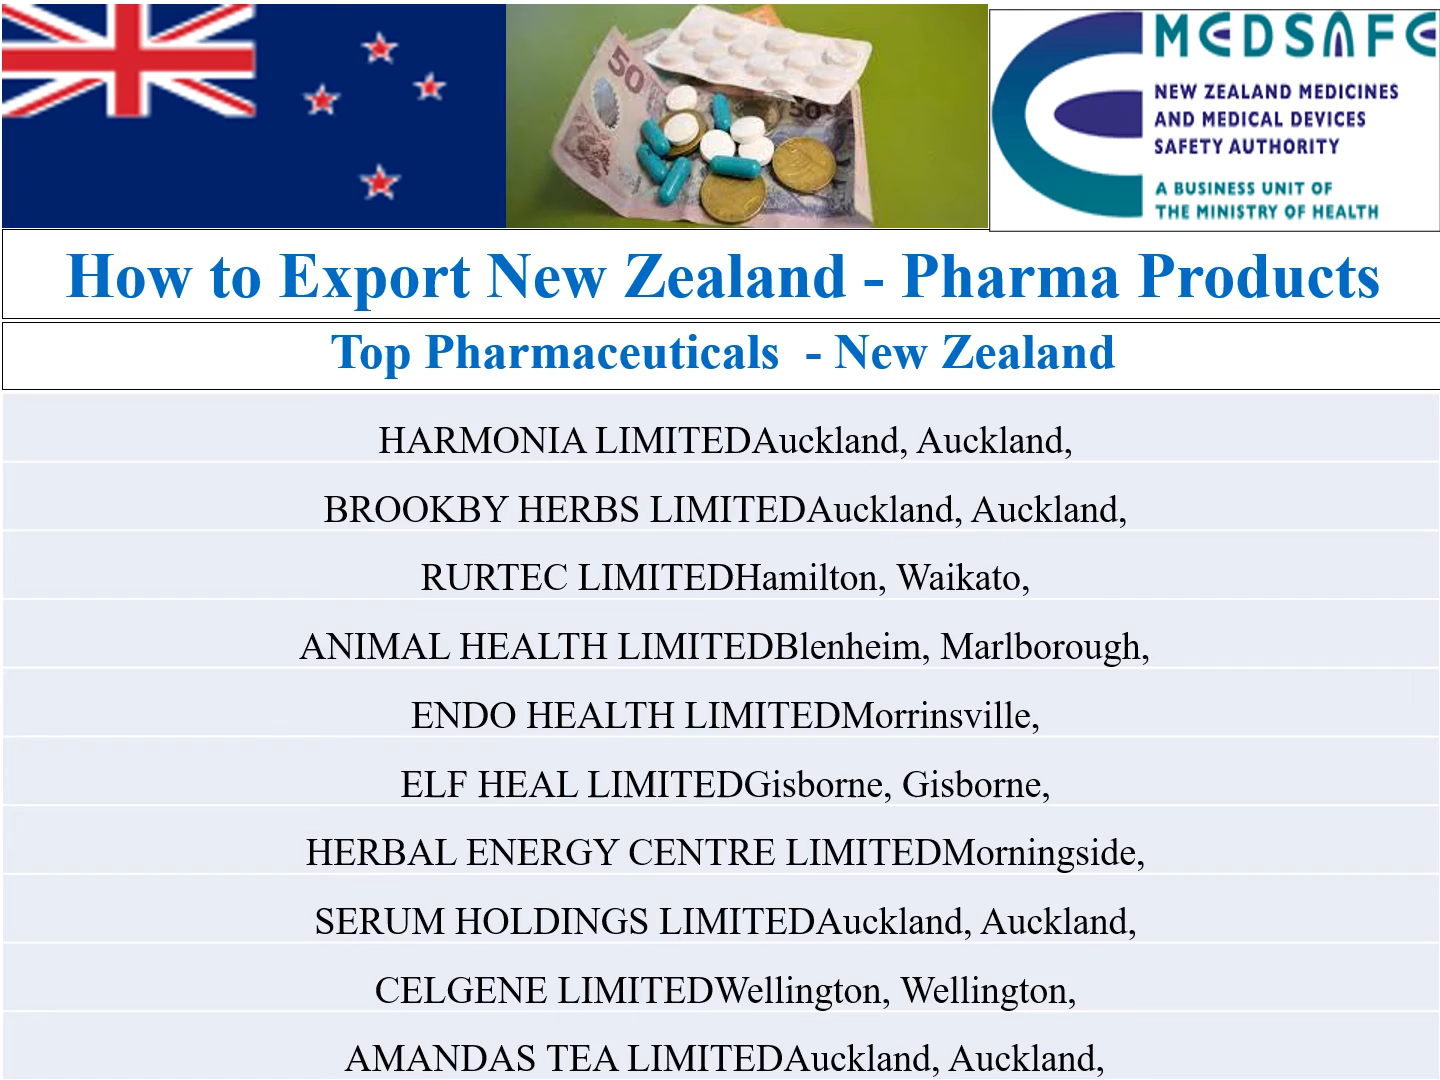 MEDSAFE
NEW ZEALAND MEDICINES
AND MEDICAL DEVICES
SAFETY AUTHORITY
A BUSINESS UNIT OF
THE MINISTRY OF HEALTH
50
50
How to Export New Zealand - Pharma Products
Top Pharmaceuticals - New Zealand
HARMONIA LIMITEDAuckland, Auckland,
BROOKBY HERBS LIMITEDAuckland, Auckland,
RURTEC LIMITEDHamilton, Waikato,
ANIMAL HEALTH LIMITEDBlenheim, Marlborough,
ENDO HEALTH LIMITEDMorrinsville,
ELF HEAL LIMITEDGisborne, Gisborne,
HERBAL ENERGY CENTRE LIMITEDMorningside,
SERUM HOLDINGS LIMITEDAuckland, Auckland,
CELGENE LIMITEDWellington, Wellington,
AMANDAS TEA LIMITEDAuckland, Auckland,